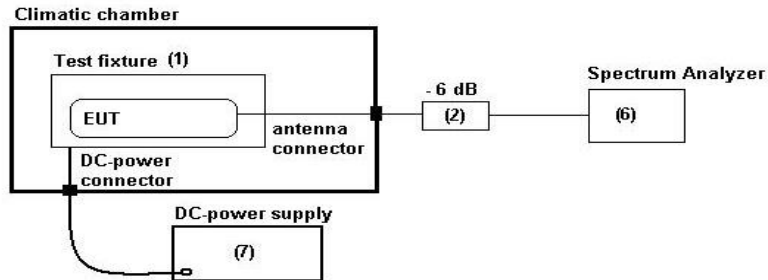 Climatic chamber
Test fixture (1)
Spectrum Analyzer
- 6 dB
EUT
(2)
(6)
antenna
connector
DC-power
connector
DC-power supply
(7)